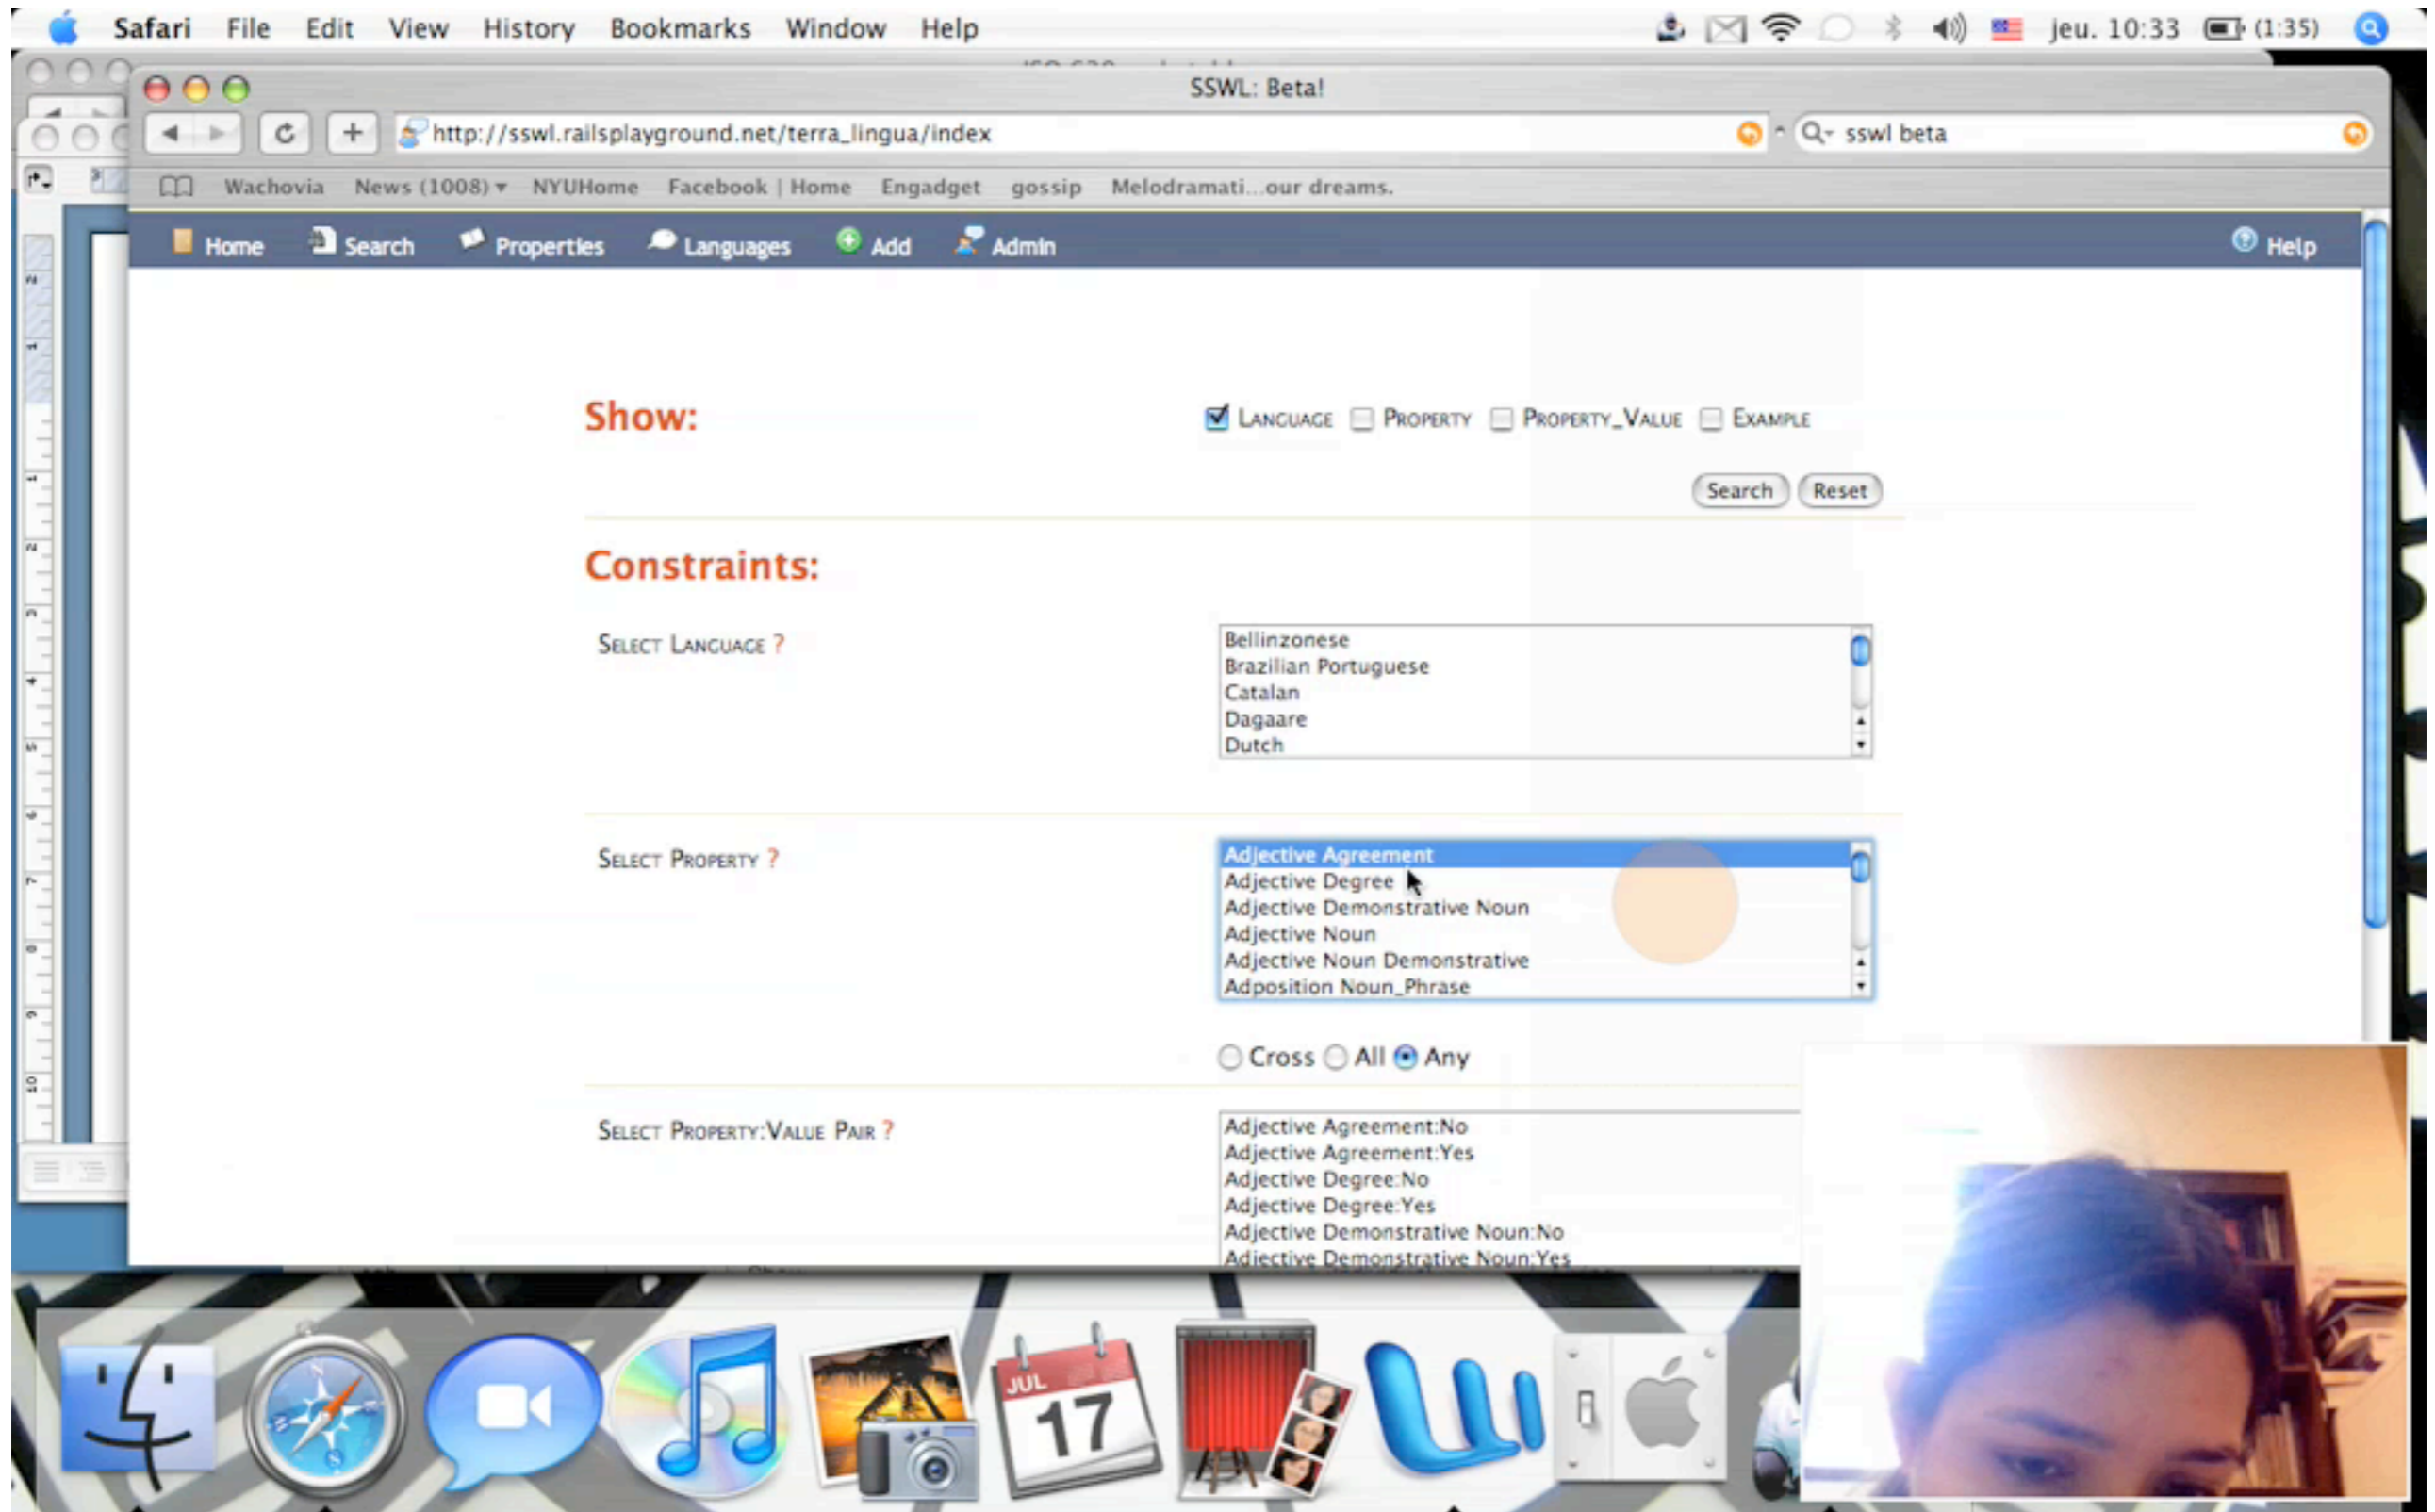 Safari File Edit View History Bookmarks Window Help jeu. 10:33 (1:35)
SSWL: Beta!
http://sswl.railsplayground.net/terra_lingua/index sswl beta
Wachovia News (1008) NYUHome Facebook | Home Engadget gossip Melodramati...our dreams.
Home Search Properties Languages Add Admin Help
Show: LANGUAGE PROPERTY PROPERTY_VALUE EXAMPLE
Search Reset
Constraints:
SELECT LANGUAGE ?
Bellinzonese
Brazilian Portuguese
Catalan
Dagaare
Dutch
SELECT PROPERTY ?
Adjective Agreement
Adjective Degree
Adjective Demonstrative Noun
Adjective Noun
Adjective Noun Demonstrative
Adposition Noun_Phrase
Cross All Any
SELECT PROPERTY:VALUE PAIR ?
Adjective Agreement:No
Adjective Agreement:Yes
Adjective Degree:No
Adjective Degree:Yes
Adjective Demonstrative Noun:No
Adjective Demonstrative Noun:Yes
JUL
17